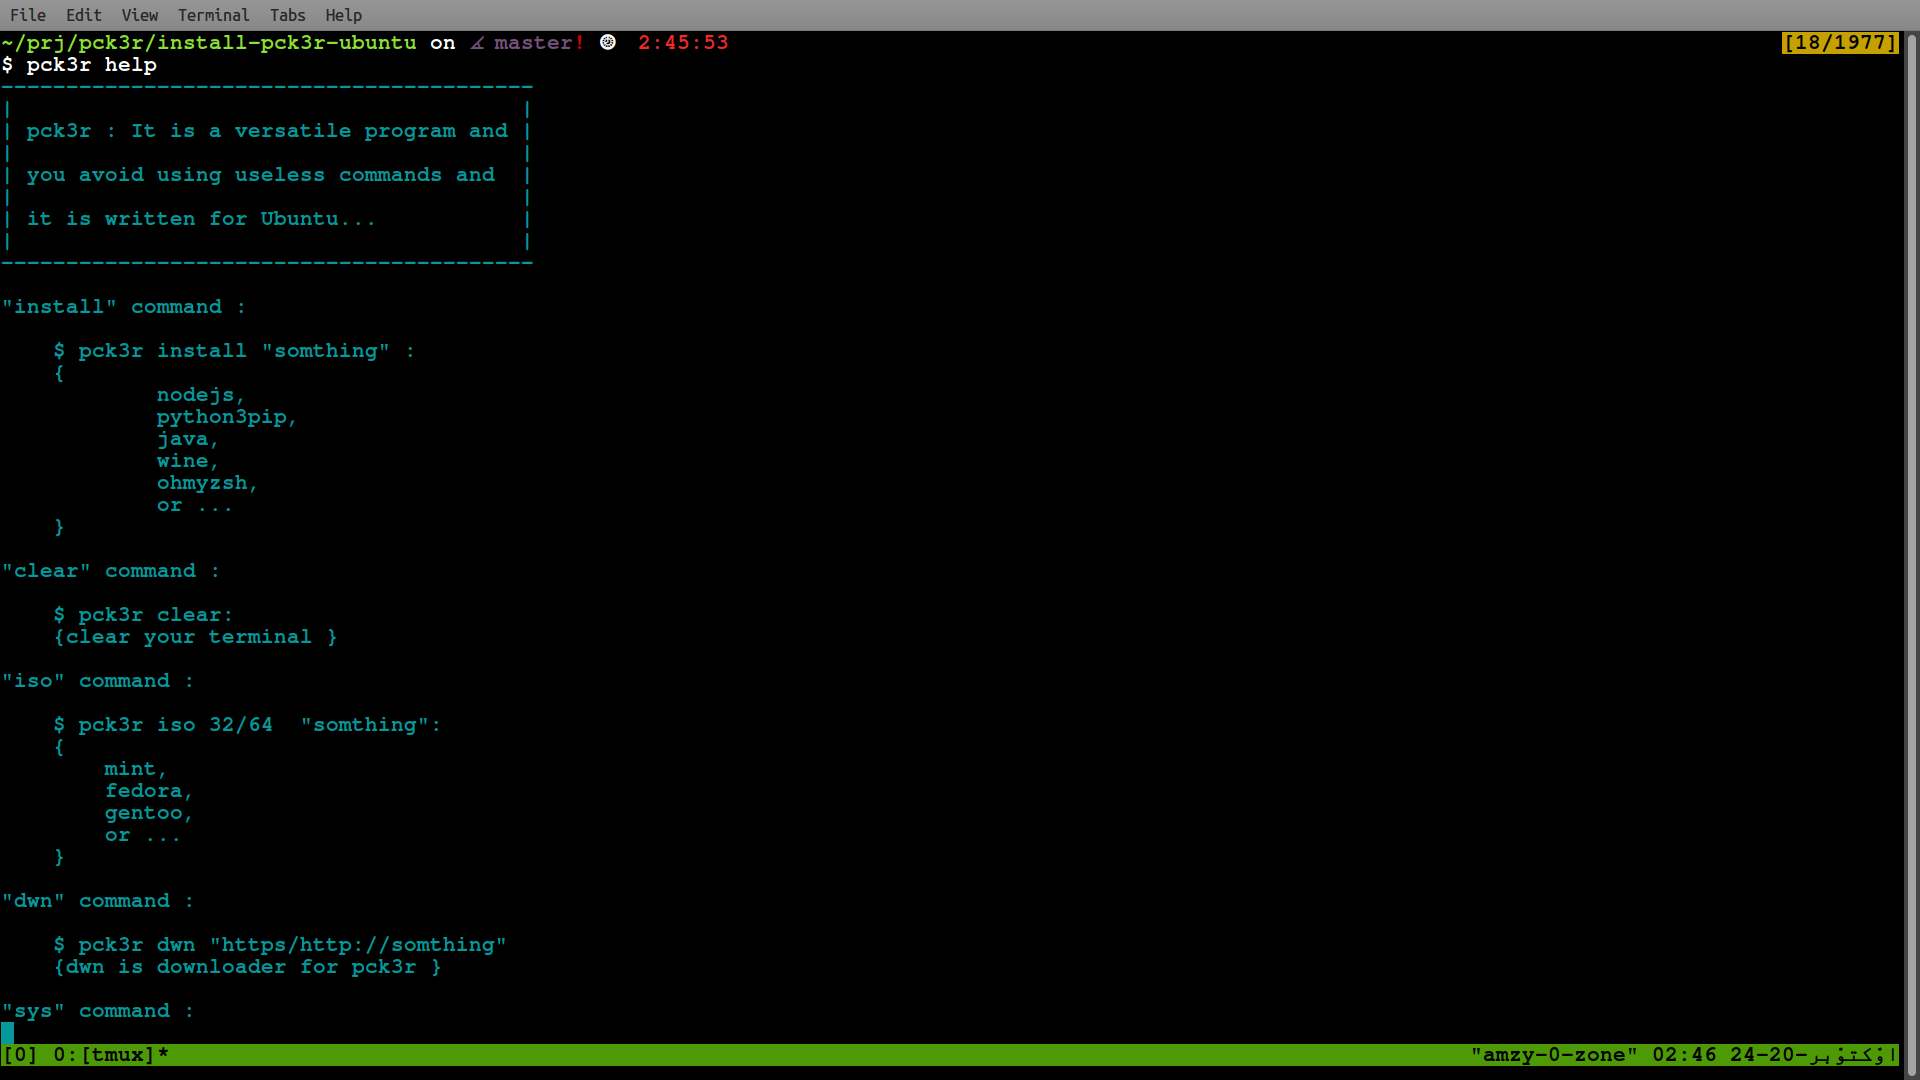 File Edit View Terminal Tabs Help
~/prj/pck3r/install-pck3r-ubuntu on ∡ master! 2:45:53 [18/1977]
$ pck3r help
-----------------------------------------
| |
| pck3r : It is a versatile program and |
| |
| you avoid using useless commands and |
| |
| it is written for Ubuntu... |
| |
-----------------------------------------
"install" command :
$ pck3r install "somthing" :
{
nodejs,
python3pip,
java,
wine,
ohmyzsh,
or ...
}
"clear" command :
$ pck3r clear:
{clear your terminal }
"iso" command :
$ pck3r iso 32/64  "somthing":
{
mint,
fedora,
gentoo,
or ...
}
"dwn" command :
$ pck3r dwn "https/http://somthing"
{dwn is downloader for pck3r }
"sys" command :
[0] 0:[tmux]* "amzy-0-zone" 02:46 24-اؤکتوْبر-20